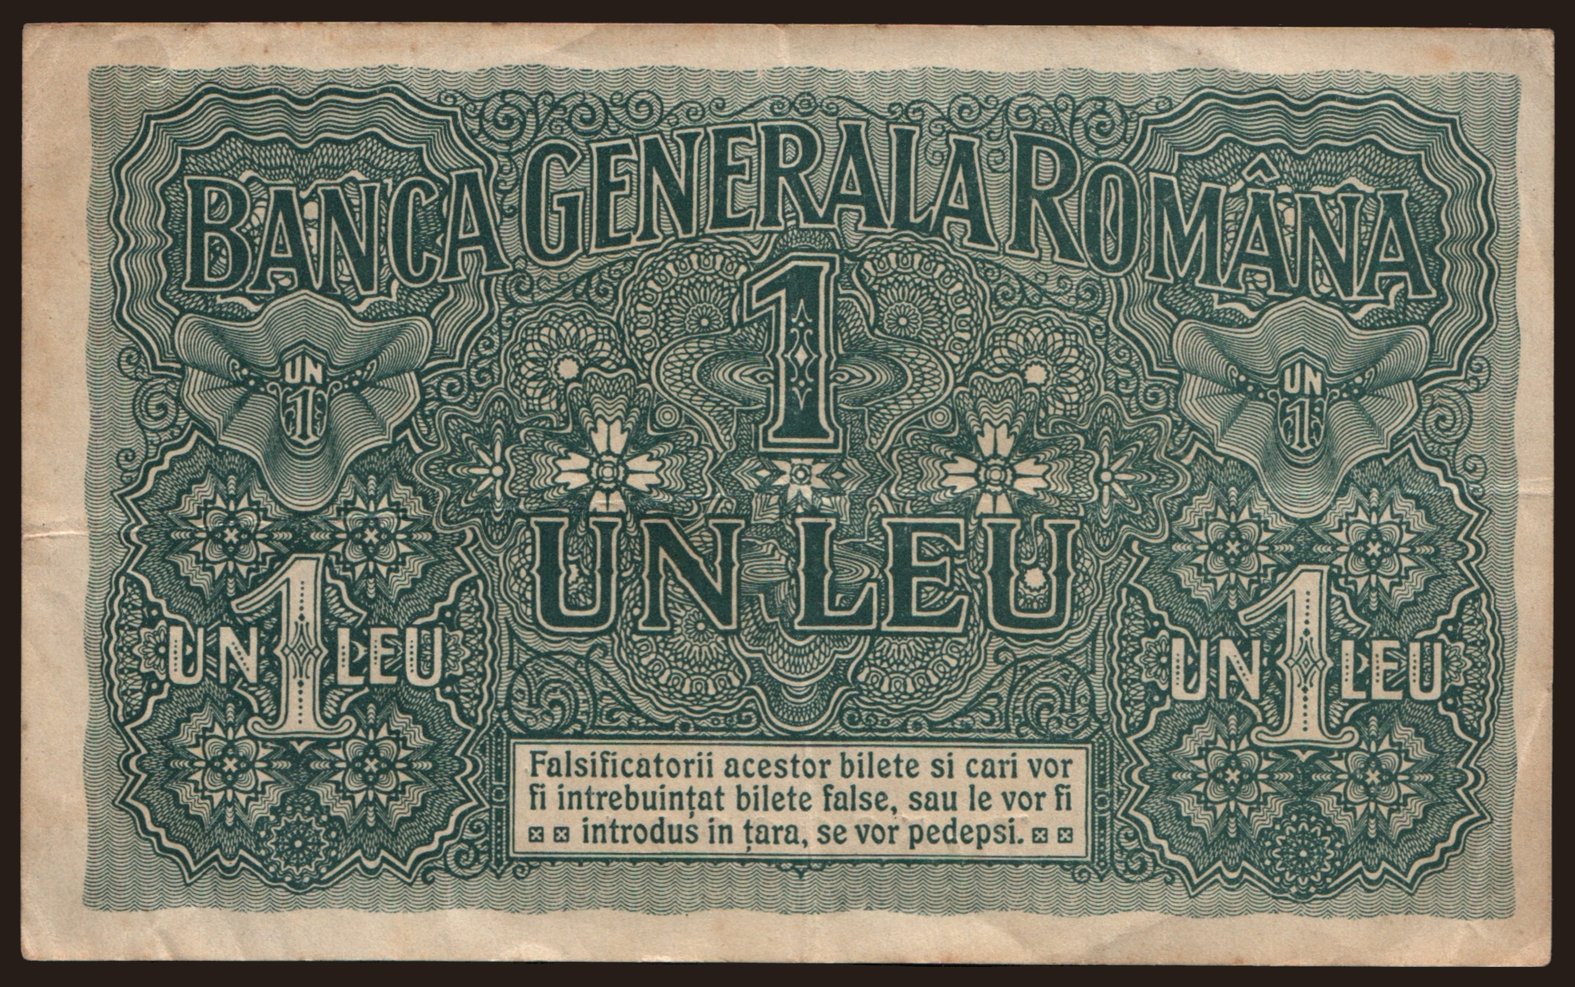 BANCA GENERALA ROMÂNA
1
UN
1
UN
1
UN LEU
UN 1 LEU
UN 1 LEU
Falsificatorii acestor bilete si cari vor
fi intrebuințat bilete false, sau le vor fi
introdus in țara, se vor pedepsi.